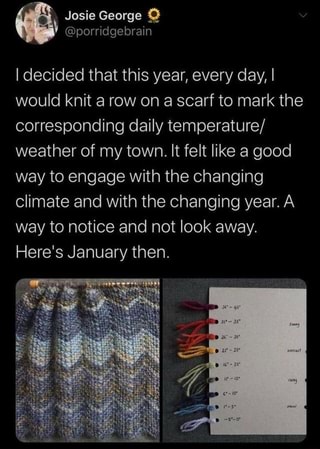 Josie George 🌻
@porridgebrain
I decided that this year, every day, I
would knit a row on a scarf to mark the
corresponding daily temperature/
weather of my town. It felt like a good
way to engage with the changing
climate and with the changing year. A
way to notice and not look away.
Here's January then.